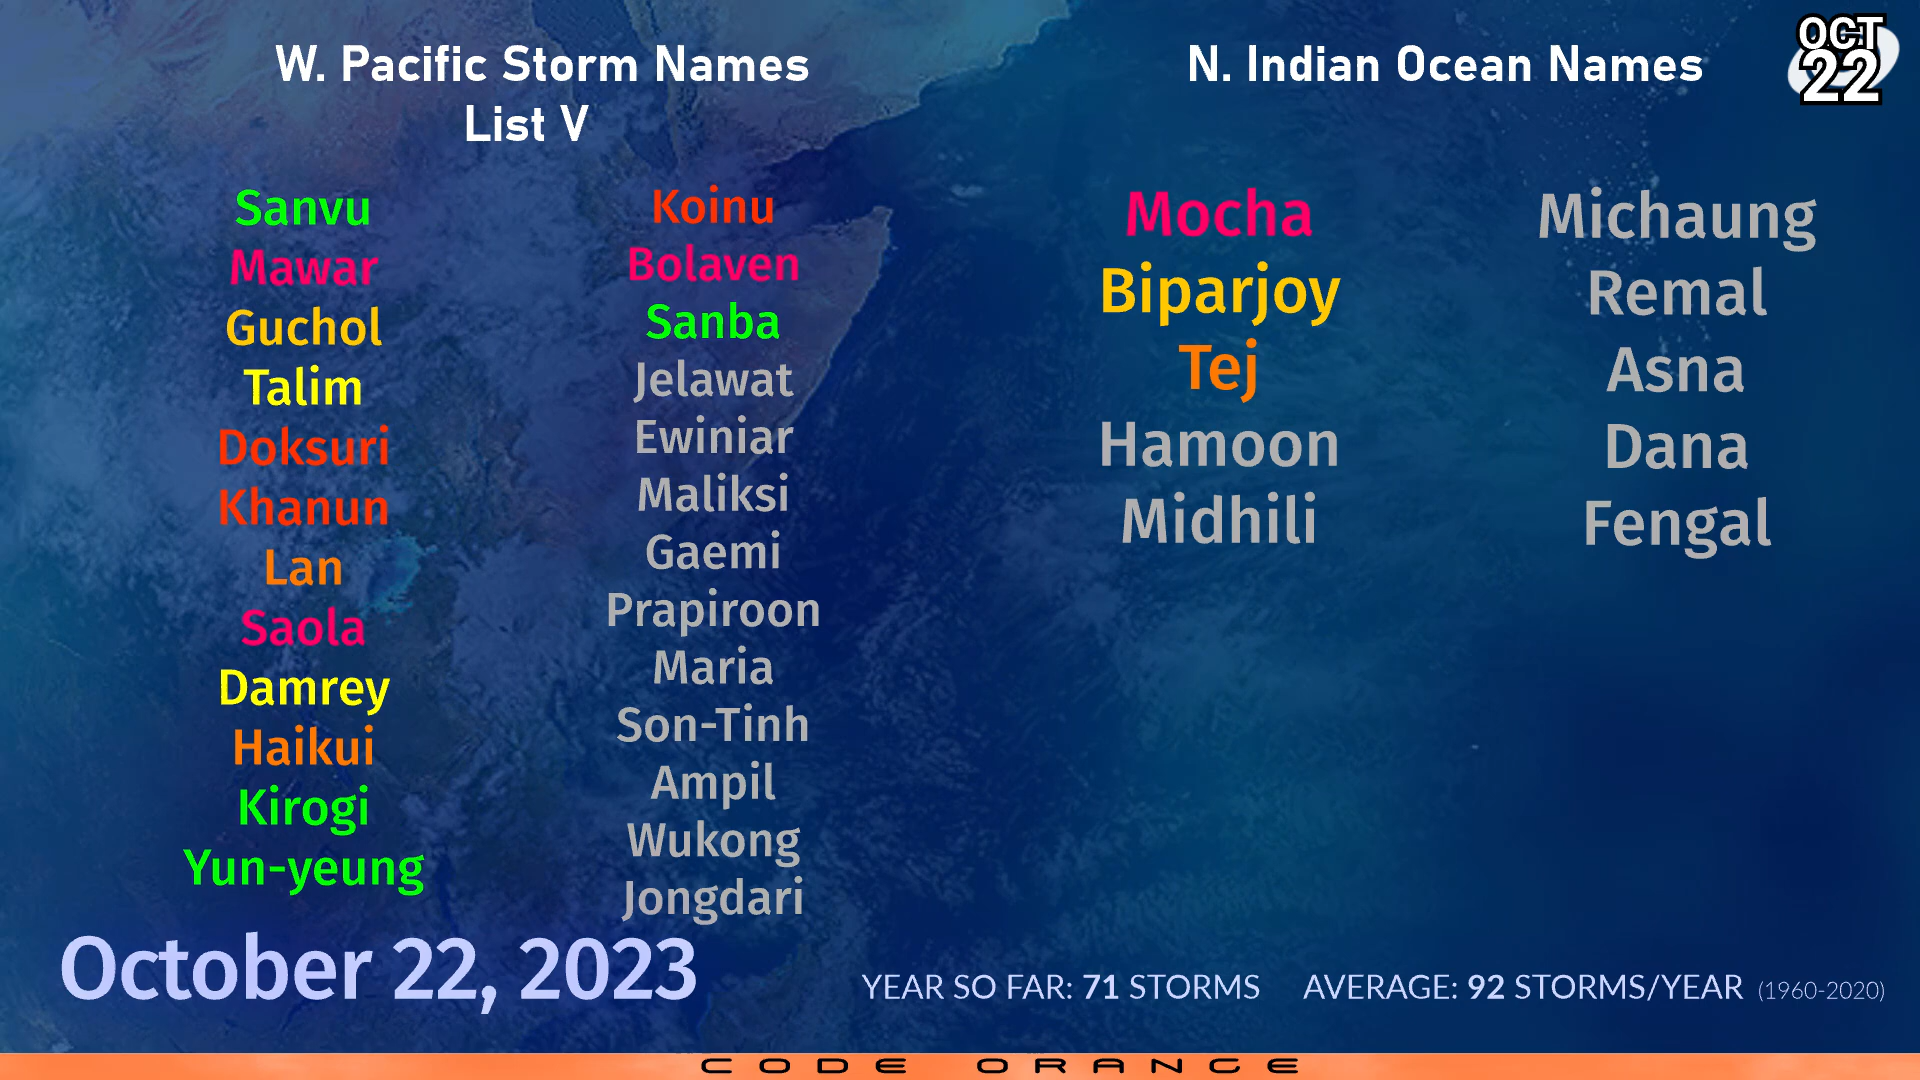 W. Pacific Storm Names
List V
Sanvu
Mawar
Guchol
Talim
Doksuri
Khanun
Lan
Saola
Damrey
Haikui
Kirogi
Yun-yeung
Koinu
Bolaven
Sanba
Jelawat
Ewiniar
Maliksi
Gaemi
Prapiroon
Maria
Son-Tinh
Ampil
Wukong
Jongdari
N. Indian Ocean Names
Mocha
Biparjoy
Tej
Hamoon
Midhili
Michaung
Remal
Asna
Dana
Fengal
OCT
22
October 22, 2023
YEAR SO FAR: 71 STORMS AVERAGE: 92 STORMS/YEAR (1960-2020)
CODE ORANGE